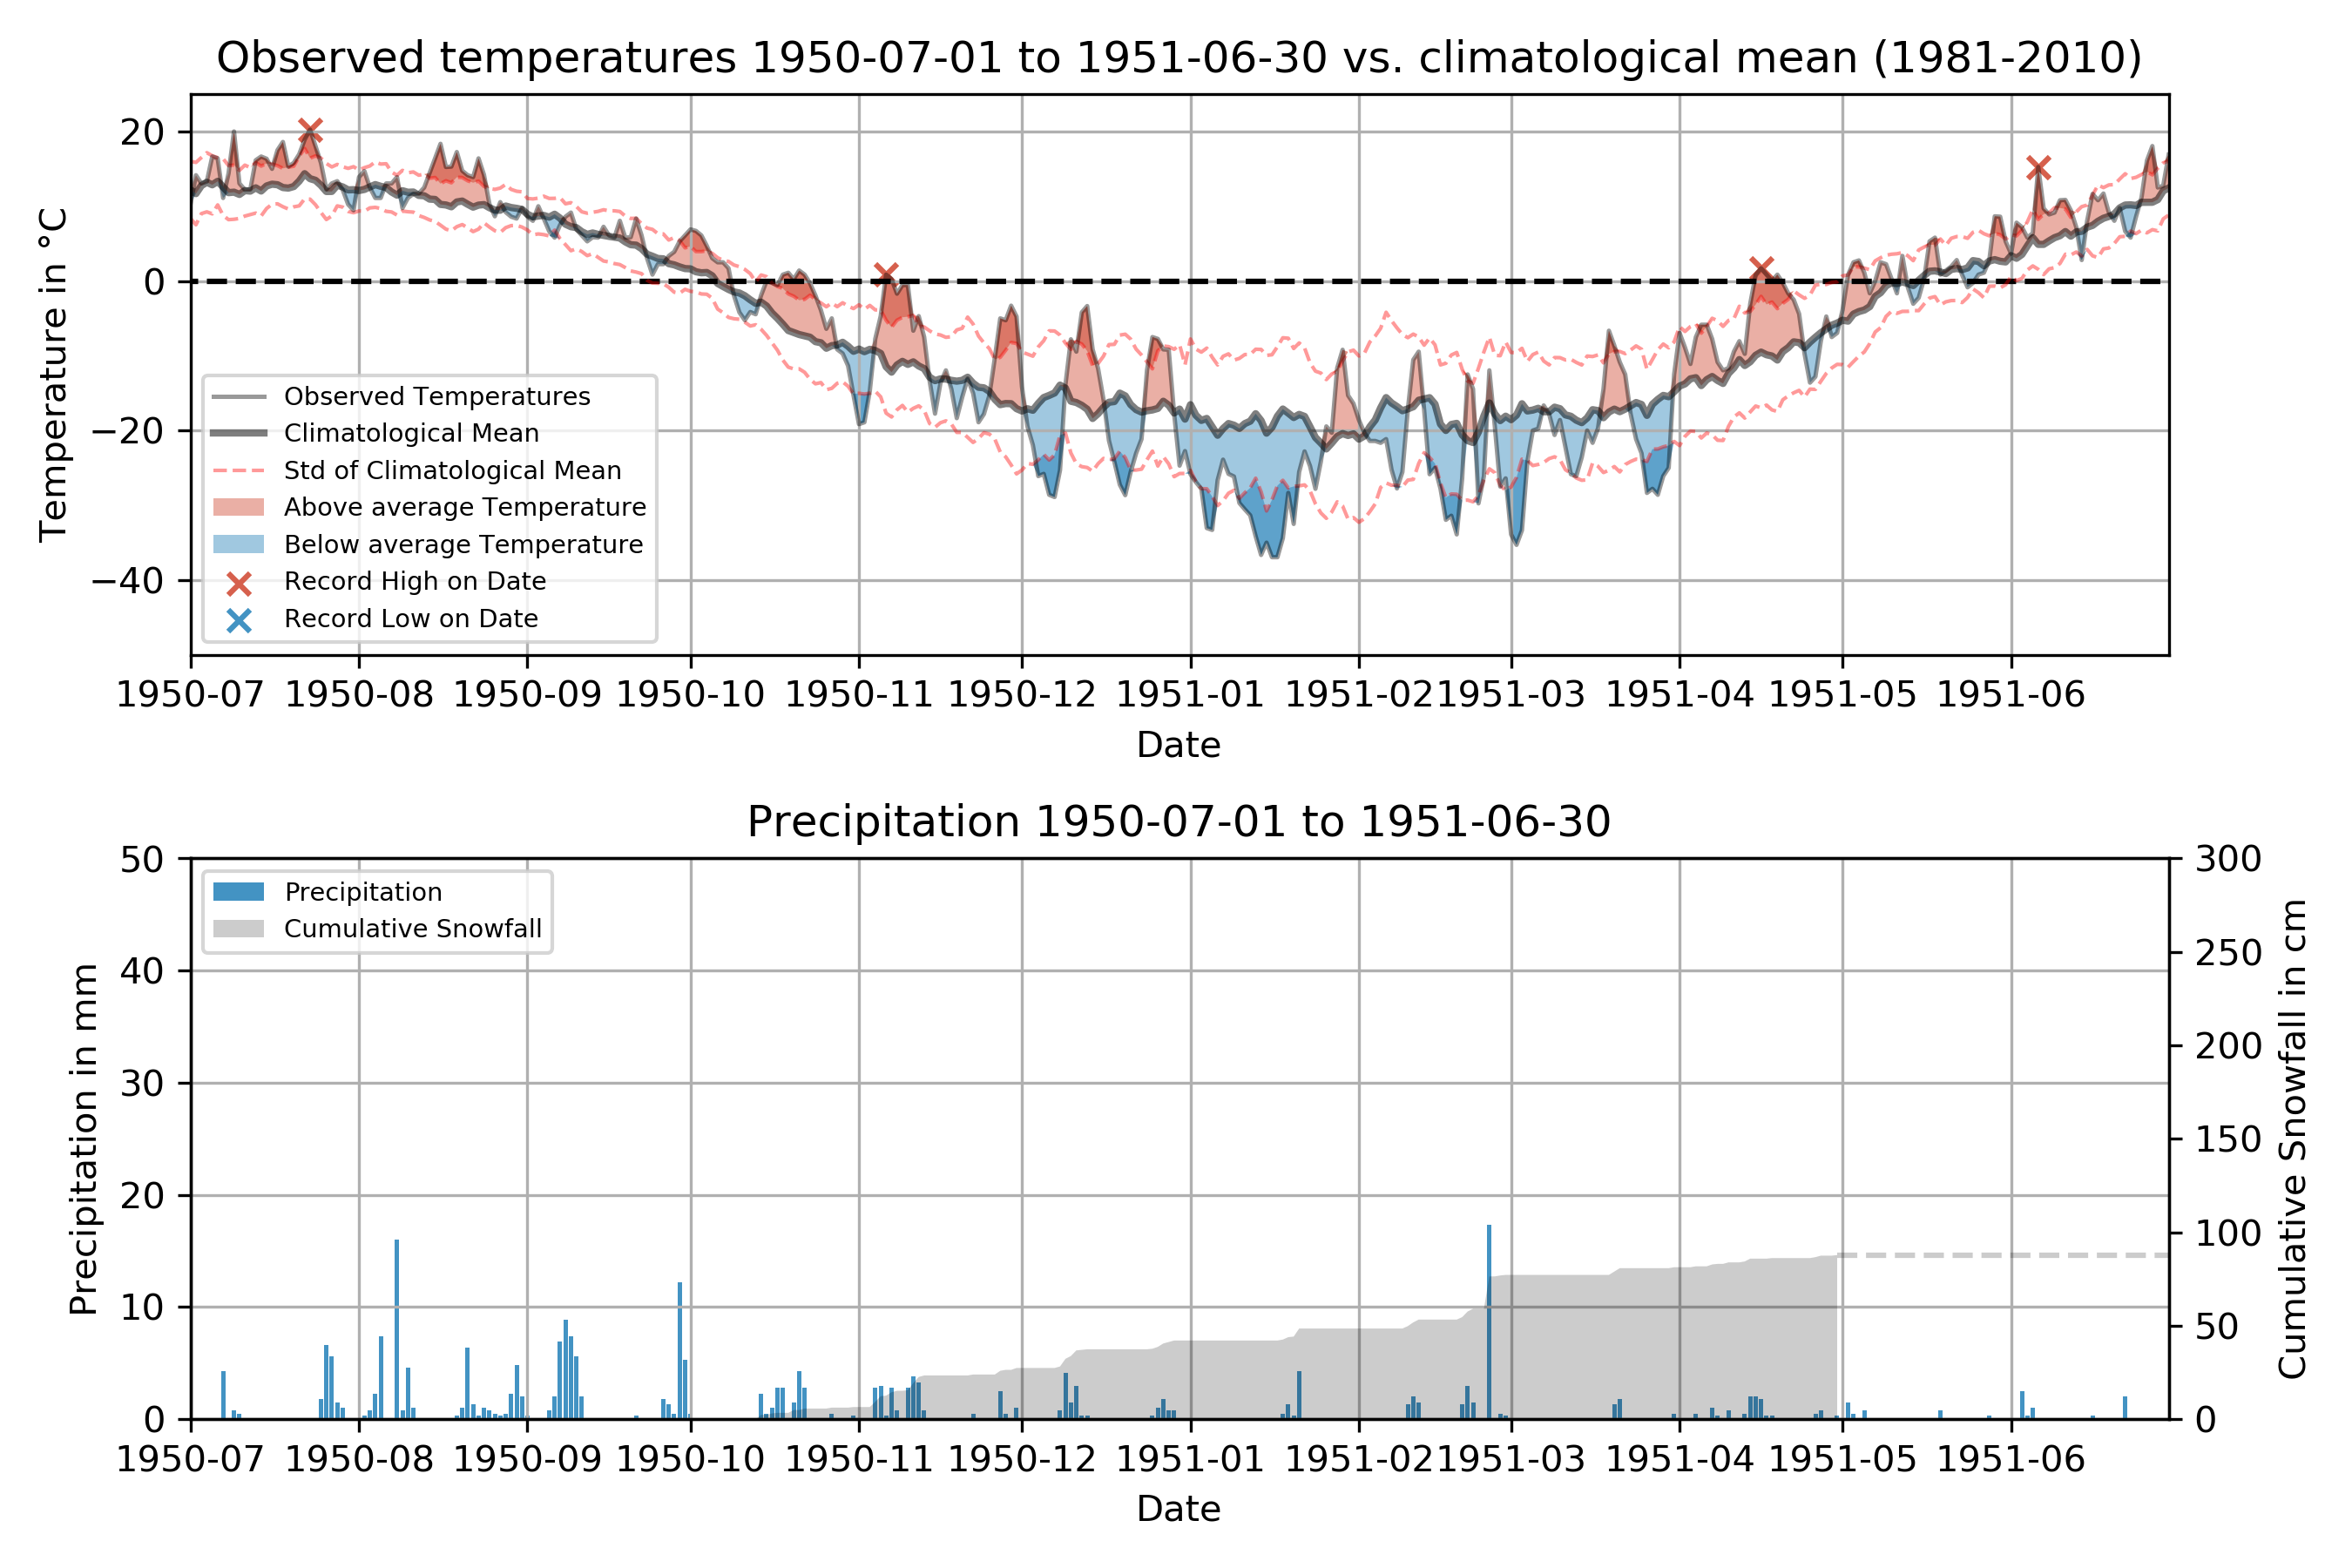 Observed temperatures 1950-07-01 to 1951-06-30 vs. climatological mean (1981-2010)
Temperature in °C
20
0
−20
−40
Observed Temperatures
Climatological Mean
Std of Climatological Mean
Above average Temperature
Below average Temperature
Record High on Date
Record Low on Date
1950-07 1950-08 1950-09 1950-10 1950-11 1950-12 1951-01 1951-02 1951-03 1951-04 1951-05 1951-06
Date
Precipitation 1950-07-01 to 1951-06-30
Precipitation in mm
50
40
30
20
10
0
Precipitation
Cumulative Snowfall
300
250
200
150
100
50
0
Cumulative Snowfall in cm
1950-07 1950-08 1950-09 1950-10 1950-11 1950-12 1951-01 1951-02 1951-03 1951-04 1951-05 1951-06
Date